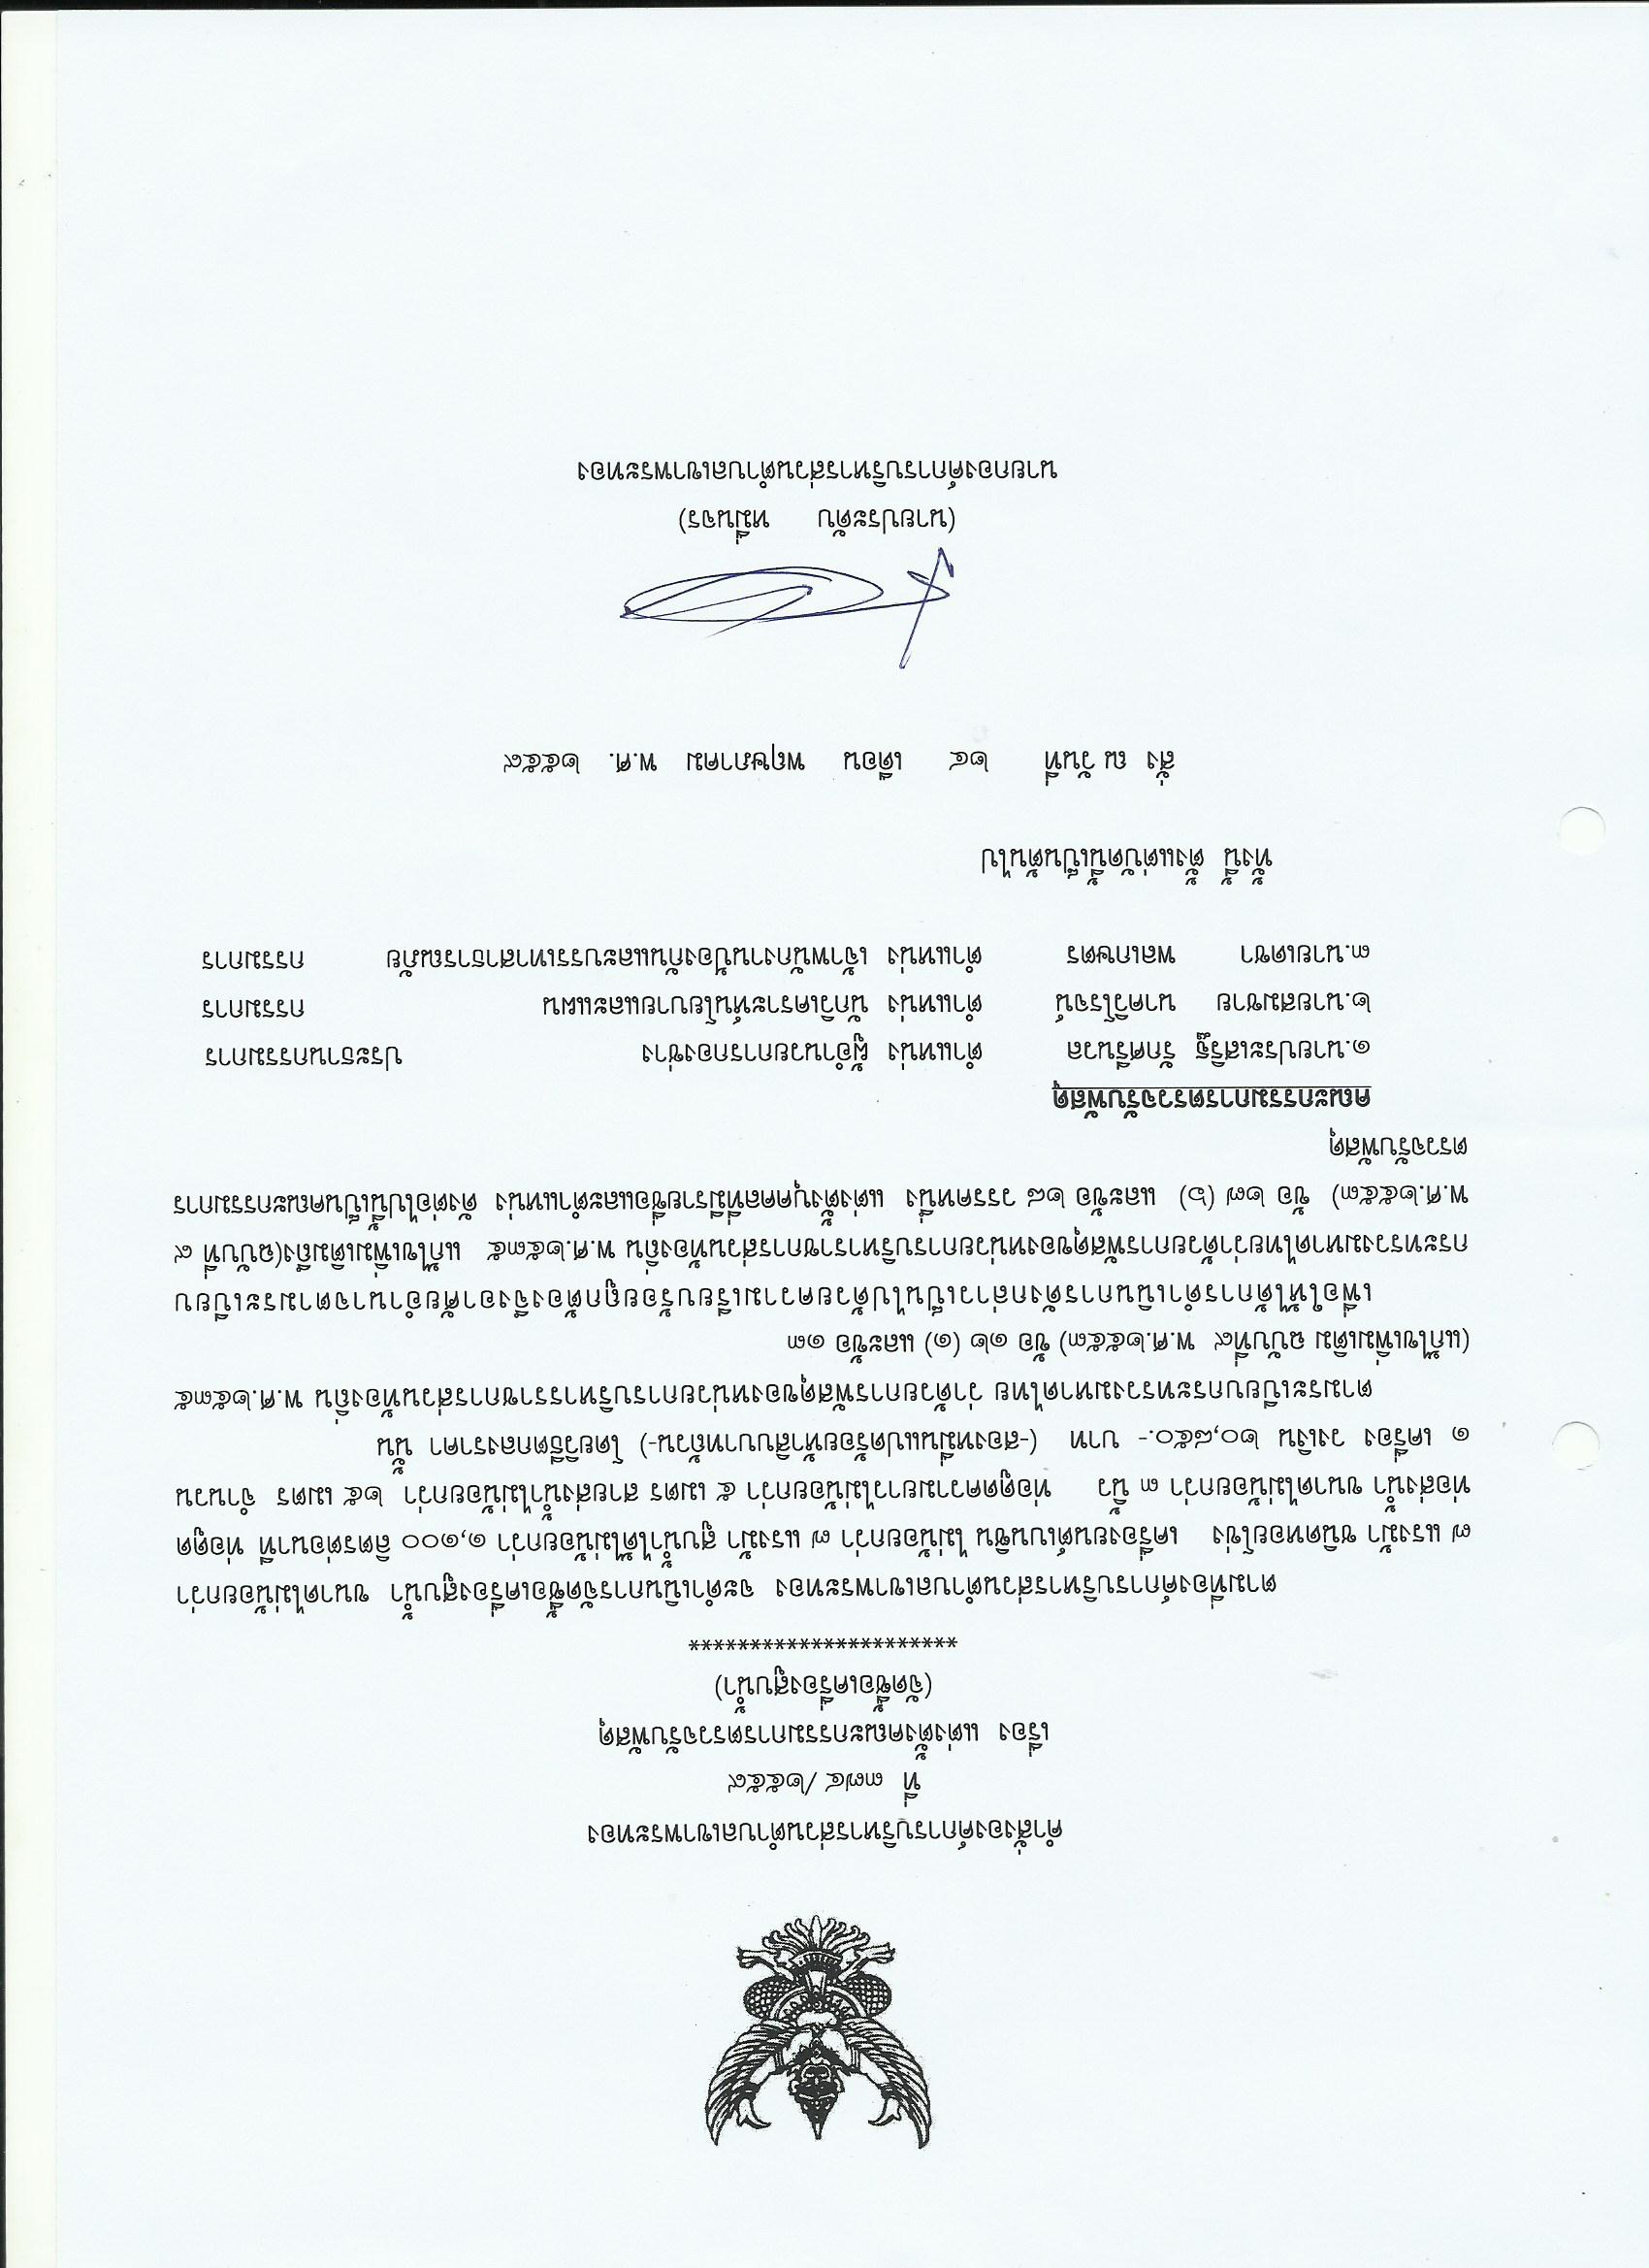 คำสั่งองค์การบริหารส่วนตำบลเขาพระทอง
ที่ ๓๗๔ /๒๕๕๙
เรื่อง แต่งตั้งคณะกรรมการตรวจรับพัสดุ
(จัดซื้อเครื่องสูบน้ำ)
**********************
ตามที่องค์การบริหารส่วนตำบลเขาพระทอง จะดำเนินการจัดซื้อเครื่องสูบน้ำ ขนาดไม่น้อยกว่า
๗ แรงม้า ชนิดหอยโข่ง เครื่องยนต์เบนซิน ไม่น้อยกว่า ๗ แรงม้า สูบน้ำได้ไม่น้อยกว่า ๑,๑๐๐ ลิตรต่อนาที ท่อดูด
ท่อส่งน้ำ ขนาดไม่น้อยกว่า ๓ นิ้ว ท่อดูดความยาวไม่น้อยกว่า ๕ เมตร สายส่งน้ำไม่น้อยกว่า ๒๕ เมตร จำนวน
๑ เครื่อง วงเงิน ๒๐,๘๕๐.- บาท (-สองหมื่นแปดร้อยห้าสิบบาทถ้วน-) โดยวิธีตกลงราคา นั้น
ตามระเบียบกระทรวงมหาดไทย ว่าด้วยการพัสดุของหน่วยการบริหารราชการส่วนท้องถิ่น พ.ศ.๒๕๓๕
(แก้ไขเพิ่มเติม ฉบับที่๙ พ.ศ.๒๕๕๓) ข้อ ๑๒ (๑) และข้อ ๑๓
เพื่อให้การดำเนินการดังกล่าวเป็นไปด้วยความเรียบร้อยถูกต้องจึงอาศัยอำนาจตามระเบียบ
กระทรวงมหาดไทยว่าด้วยการพัสดุของหน่วยการบริหารราชการส่วนท้องถิ่น พ.ศ.๒๕๓๕ แก้ไขเพิ่มเติมถึง(ฉบับที่ ๙
พ.ศ.๒๕๕๓) ข้อ ๒๗ (๖) และข้อ ๒๘ วรรคหนึ่ง แต่งตั้งบุคคลที่มีรายชื่อและตำแหน่ง ดังต่อไปนี้เป็นคณะกรรมการ
ตรวจรับพัสดุ
คณะกรรมการตรวจรับพัสดุ
๑.นายประเสริฐ รักศรีนวล ตำแหน่ง ผู้อำนวยการกองช่าง ประธานกรรมการ
๒.นายสมชาย นาควิโรจน์ ตำแหน่ง นักวิเคราะห์นโยบายและแผน กรรมการ
๓.นายเดชา พลเกษตร ตำแหน่ง เจ้าพนักงานป้องกันและบรรเทาสาธารณภัย กรรมการ
ทั้งนี้ ตั้งแต่บัดนี้เป็นต้นไป
สั่ง ณ วันที่ ๒๔ เดือน พฤษภาคม พ.ศ. ๒๕๕๙
(นายประดับ หมื่นจร)
นายกองค์การบริหารส่วนตำบลเขาพระทอง